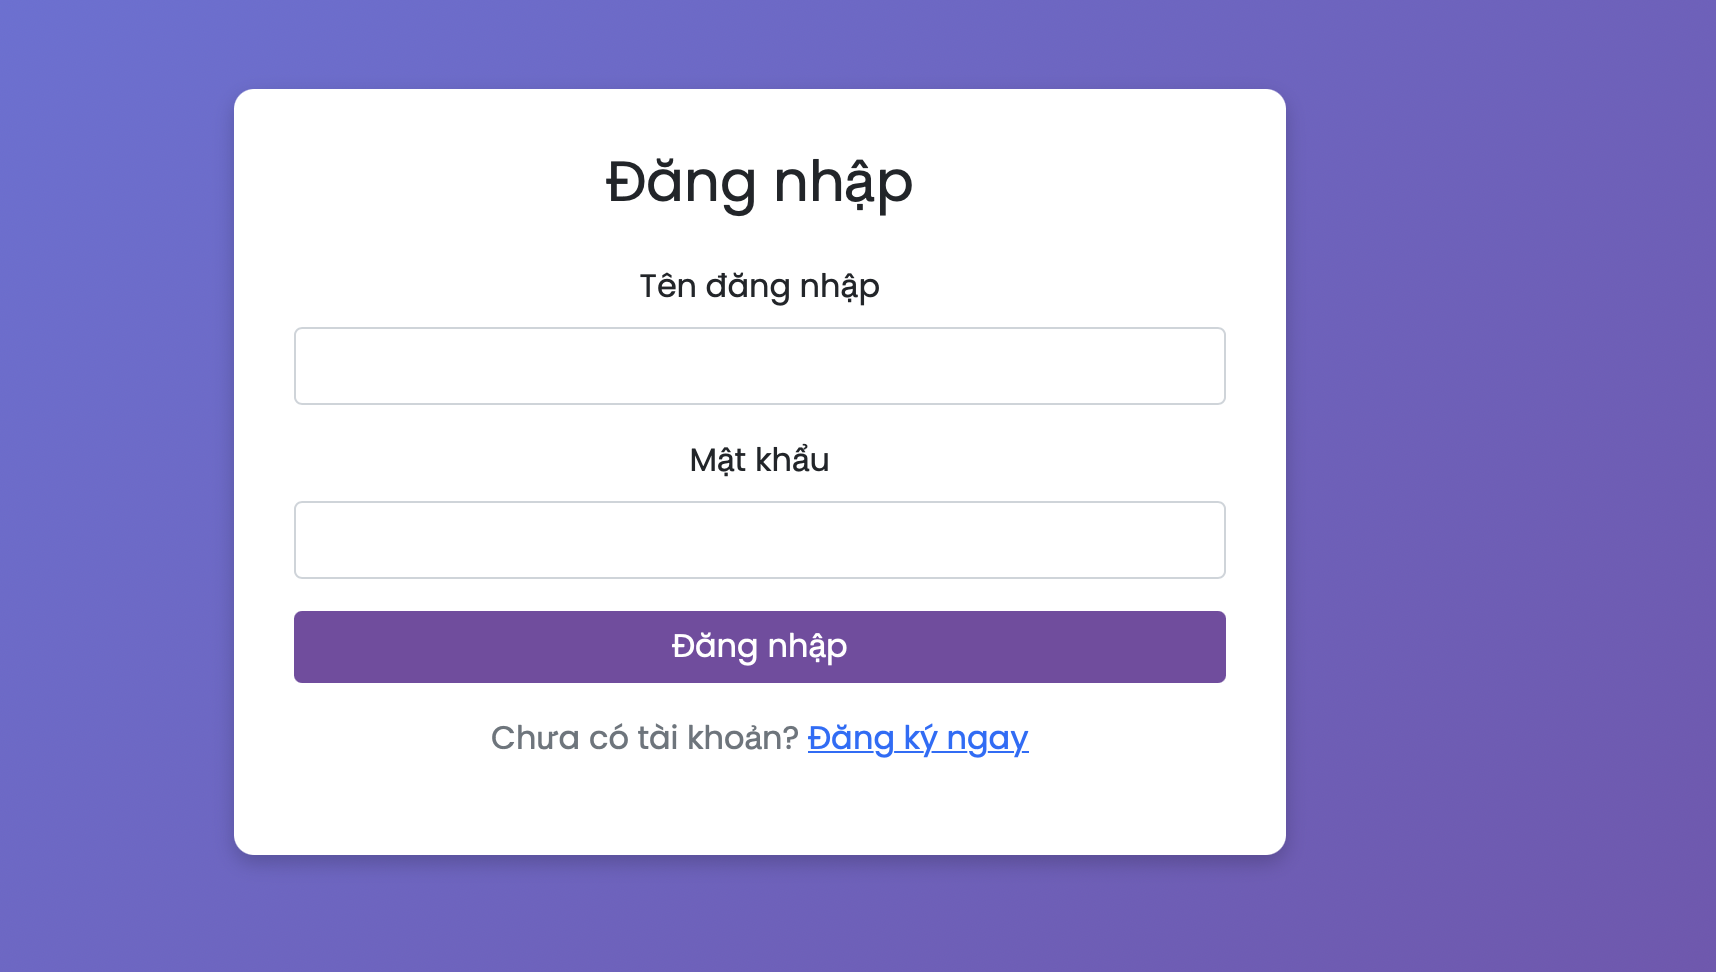 Đăng nhập
Tên đăng nhập
Mật khẩu
Đăng nhập
Chưa có tài khoản? Đăng ký ngay